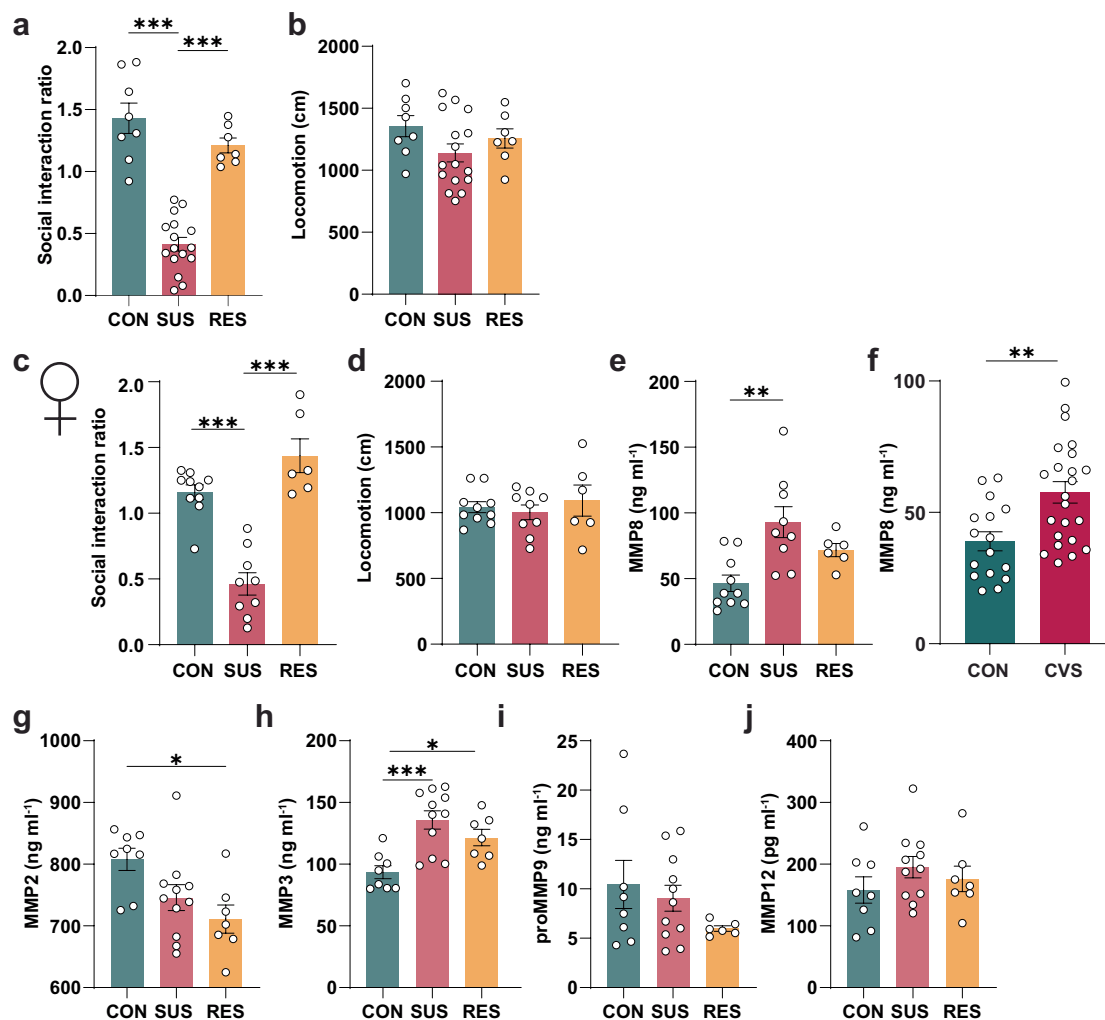 a
***
***
Social interaction ratio
2.0
1.5
1.0
0.5
0.0
CON SUS RES
b
Locomotion (cm)
2000
1500
1000
500
0
CON SUS RES
c
***
***
Social interaction ratio
2.0
1.5
1.0
0.5
0.0
CON SUS RES
d
Locomotion (cm)
2000
1500
1000
500
0
CON SUS RES
e
**
MMP8 (ng ml-1)
200
150
100
50
0
CON SUS RES
f
**
MMP8 (ng ml-1)
100
50
0
CON CVS
g
*
MMP2 (ng ml-1)
1000
900
800
700
600
CON SUS RES
h
*
***
MMP3 (ng ml-1)
200
150
100
50
0
CON SUS RES
i
proMMP9 (ng ml-1)
25
20
15
10
5
0
CON SUS RES
j
MMP12 (pg ml-1)
400
300
200
100
0
CON SUS RES